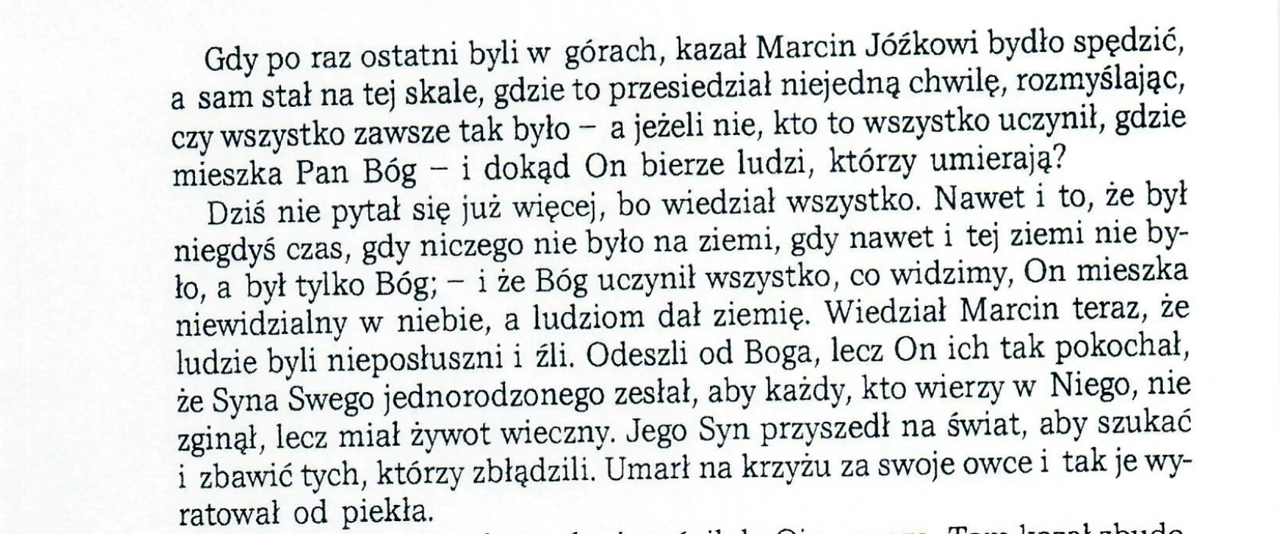 Gdy po raz ostatni byli w górach, kazał Marcin Jóźkowi bydło spędzić,
a sam stał na tej skale, gdzie to przesiedział niejedną chwilę, rozmyślając,
czy wszystko zawsze tak było – a jeżeli nie, kto to wszystko uczynił, gdzie
mieszka Pan Bóg – i dokąd On bierze ludzi, którzy umierają?
Dziś nie pytał się już więcej, bo wiedział wszystko. Nawet i to, że był
niegdyś czas, gdy niczego nie było na ziemi, gdy nawet i tej ziemi nie by-
ło, a był tylko Bóg; – i że Bóg uczynił wszystko, co widzimy, On mieszka
niewidzialny w niebie, a ludziom dał ziemię. Wiedział Marcin teraz, że
ludzie byli nieposłuszni i źli. Odeszli od Boga, lecz On ich tak pokochał,
że Syna Swego jednorodzonego zesłał, aby każdy, kto wierzy w Niego, nie
zginął, lecz miał żywot wieczny. Jego Syn przyszedł na świat, aby szukać
i zbawić tych, którzy zbłądzili. Umarł na krzyżu za swoje owce i tak je wy-
ratował od piekła.
Tam kazał zbudo